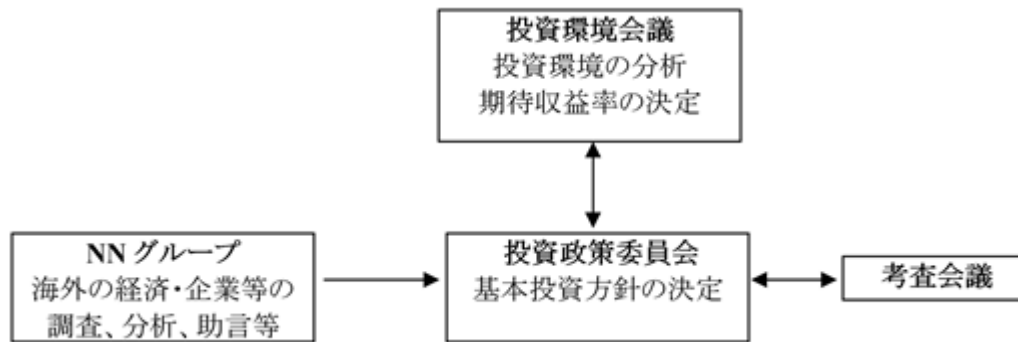 投資環境会議
投資環境の分析
期待収益率の決定
NN グループ
海外の経済・企業等の
調査、分析、助言等
投資政策委員会
基本投資方針の決定
考査会議